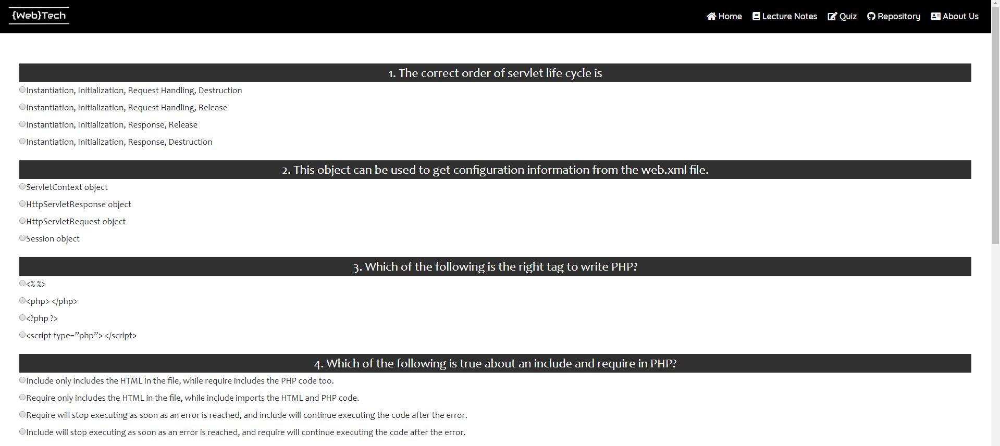 {Web}Tech
Home Lecture Notes Quiz Repository About Us
1. The correct order of servlet life cycle is
Instantiation, Initialization, Request Handling, Destruction
Instantiation, Initialization, Request Handling, Release
Instantiation, Initialization, Response, Release
Instantiation, Initialization, Response, Destruction
2. This object can be used to get configuration information from the web.xml file.
ServletContext object
HttpServletResponse object
HttpServletRequest object
Session object
3. Which of the following is the right tag to write PHP?
<% %>
<php> </php>
<?php ?>
<script type=”php”> </script>
4. Which of the following is true about an include and require in PHP?
Include only includes the HTML in the file, while require includes the PHP code too.
Require only includes the HTML in the file, while include imports the HTML and PHP code.
Require will stop executing as soon as an error is reached, and include will continue executing the code after the error.
Include will stop executing as soon as an error is reached, and require will continue executing the code after the error.